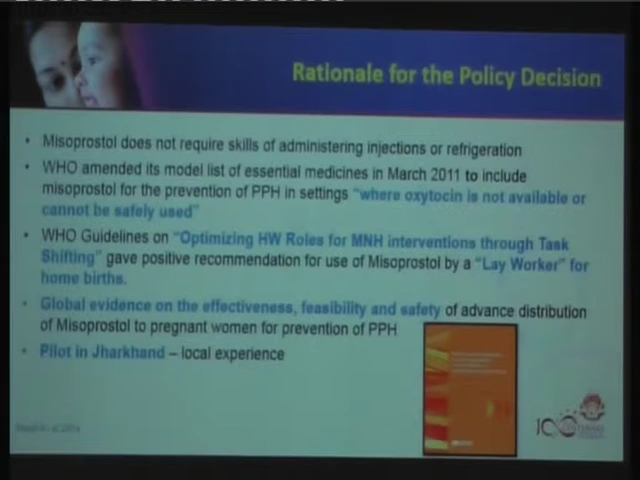 Rationale for the Policy Decision
• Misoprostol does not require skills of administering injections or refrigeration
• WHO amended its model list of essential medicines in March 2011 to include
misoprostol for the prevention of PPH in settings “where oxytocin is not available or
cannot be safely used”
• WHO Guidelines on “Optimizing HW Roles for MNH interventions through Task
Shifting” gave positive recommendation for use of Misoprostol by a “Lay Worker” for
home births.
• Global evidence on the effectiveness, feasibility and safety of advance distribution
of Misoprostol to pregnant women for prevention of PPH
• Pilot in Jharkhand – local experience